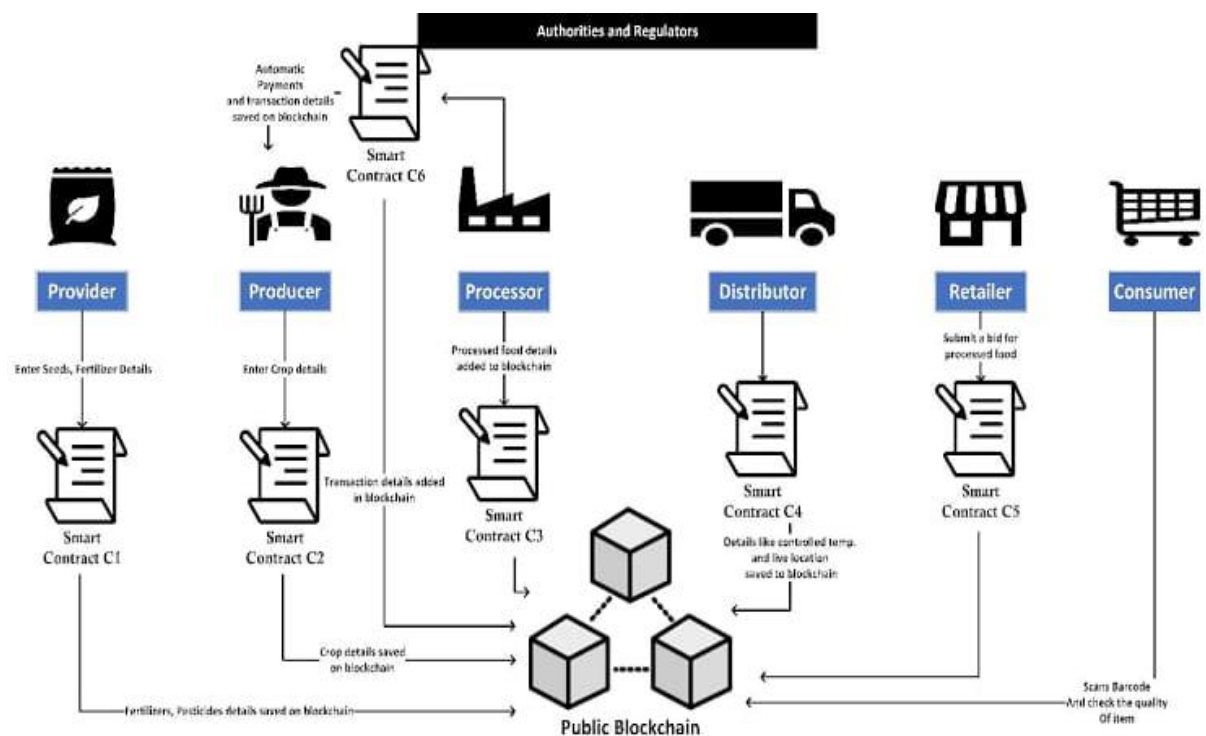 Authorities and Regulators
Automatic
Payments
and transaction details
saved on blockchain
Smart
Contract C6
Provider
Producer
Processor
Distributor
Retailer
Consumer
Enter Seeds, Fertilizer Details
Enter Crop details
Processed food details
added to blockchain
Submit a bid for
processed food
Smart
Contract C1
Smart
Contract C2
Transaction details added
in blockchain
Smart
Contract C3
Smart
Contract C4
Smart
Contract C5
Details like controlled temp.
and live location
saved to blockchain
Crop details saved
on blockchain
Fertilizers, Pesticides details saved on blockchain
Scans Barcode
And check the quality
Of item
Public Blockchain